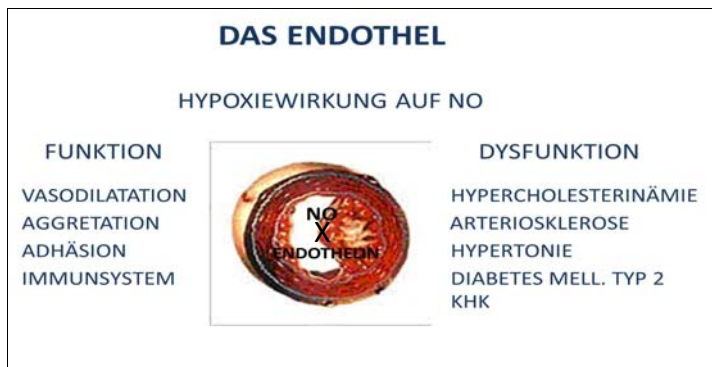 DAS ENDOTHEL
HYPOXIEWIRKUNG AUF NO
FUNKTION
VASODILATATION
AGGRETATION
ADHÄSION
IMMUNSYSTEM
NO
X
ENDOTHEƖIN
DYSFUNKTION
HYPERCHOLESTERINÄMIE
ARTERIOSKLEROSE
HYPERTONIE
DIABETES MELL. TYP 2
KHK